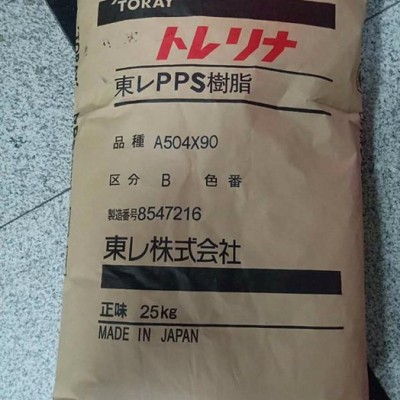 TORAY
トレリナ
東レPPS樹脂
品種 A504X90
区分 B 色番
製造番号8547216
東レ株式会社
正味 25kg
MADE IN JAPAN